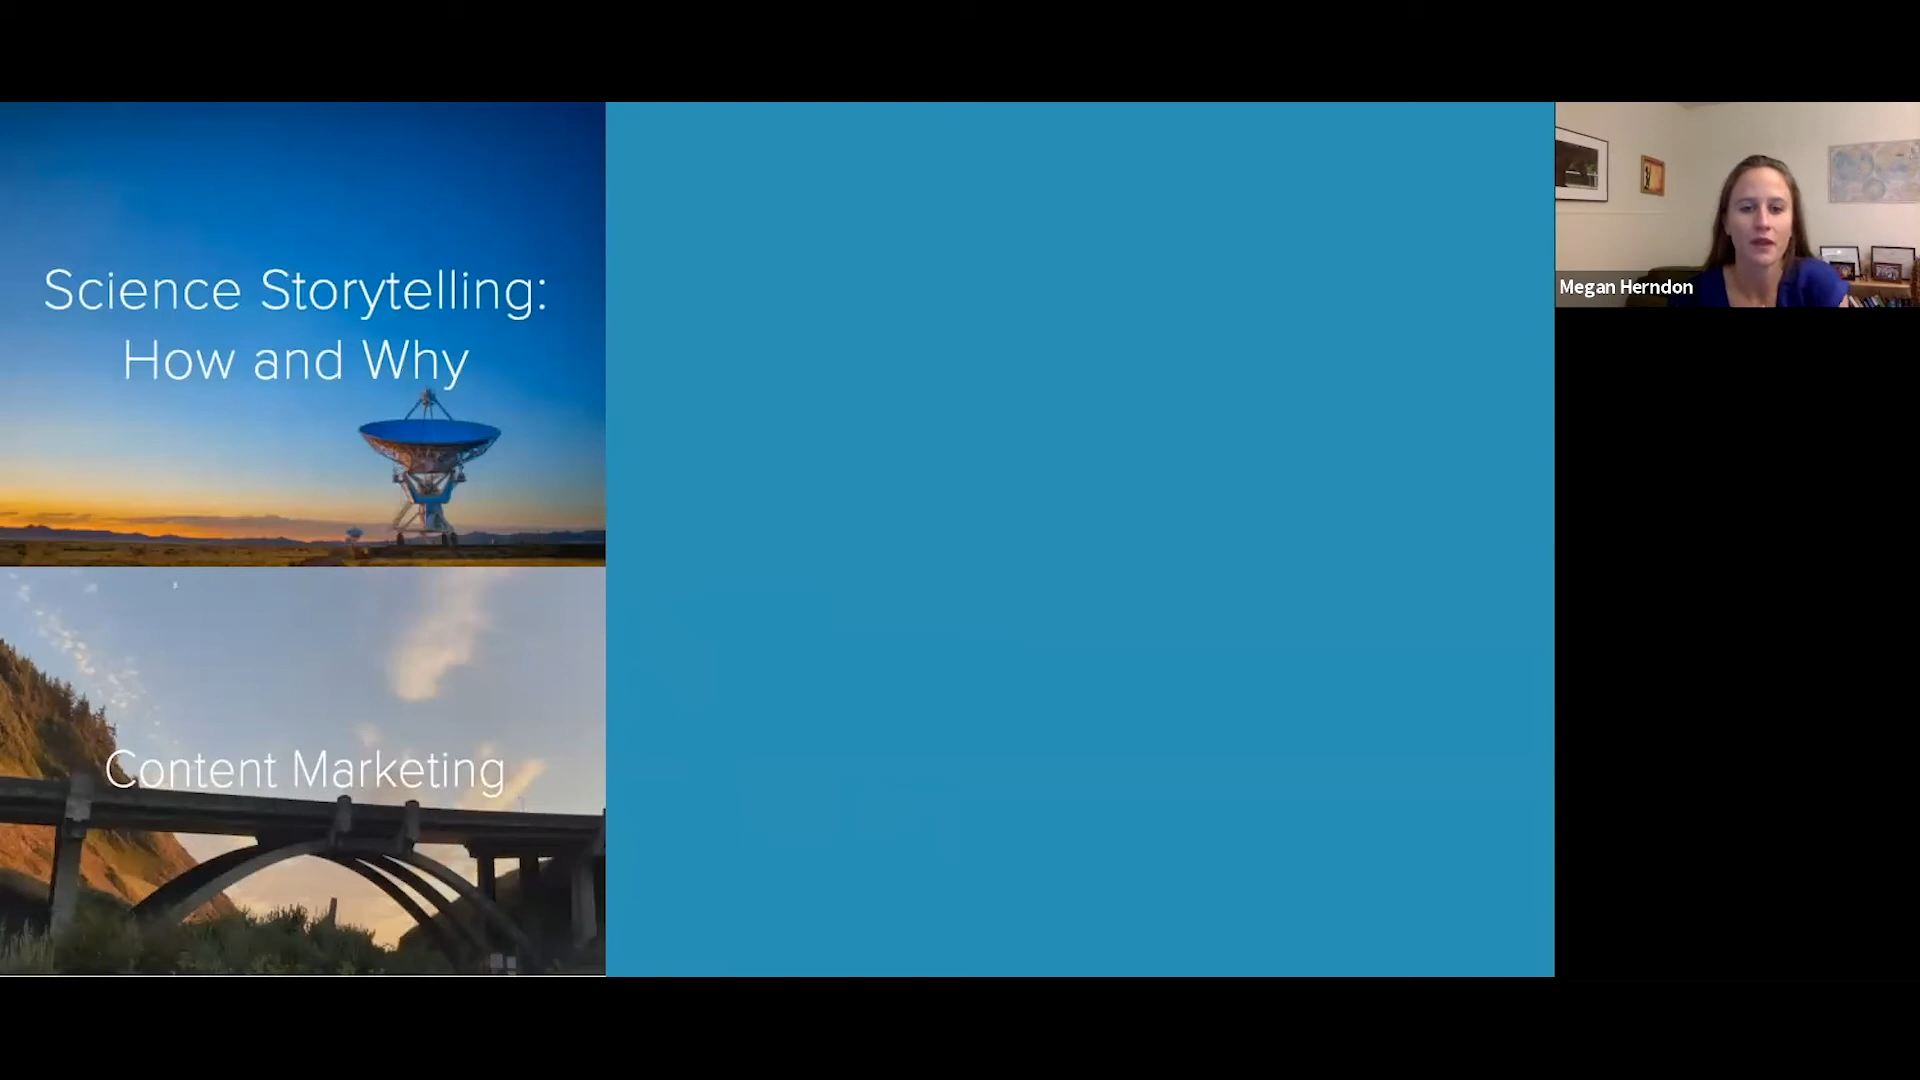 Science Storytelling:
How and Why
Megan Herndon
Content Marketing